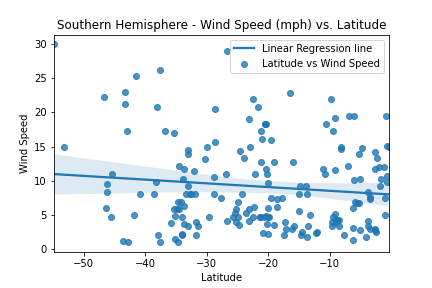 Southern Hemisphere - Wind Speed (mph) vs. Latitude
Linear Regression line
Latitude vs Wind Speed
Wind Speed
30
25
20
15
10
5
0
−50
−40
−30
−20
−10
Latitude